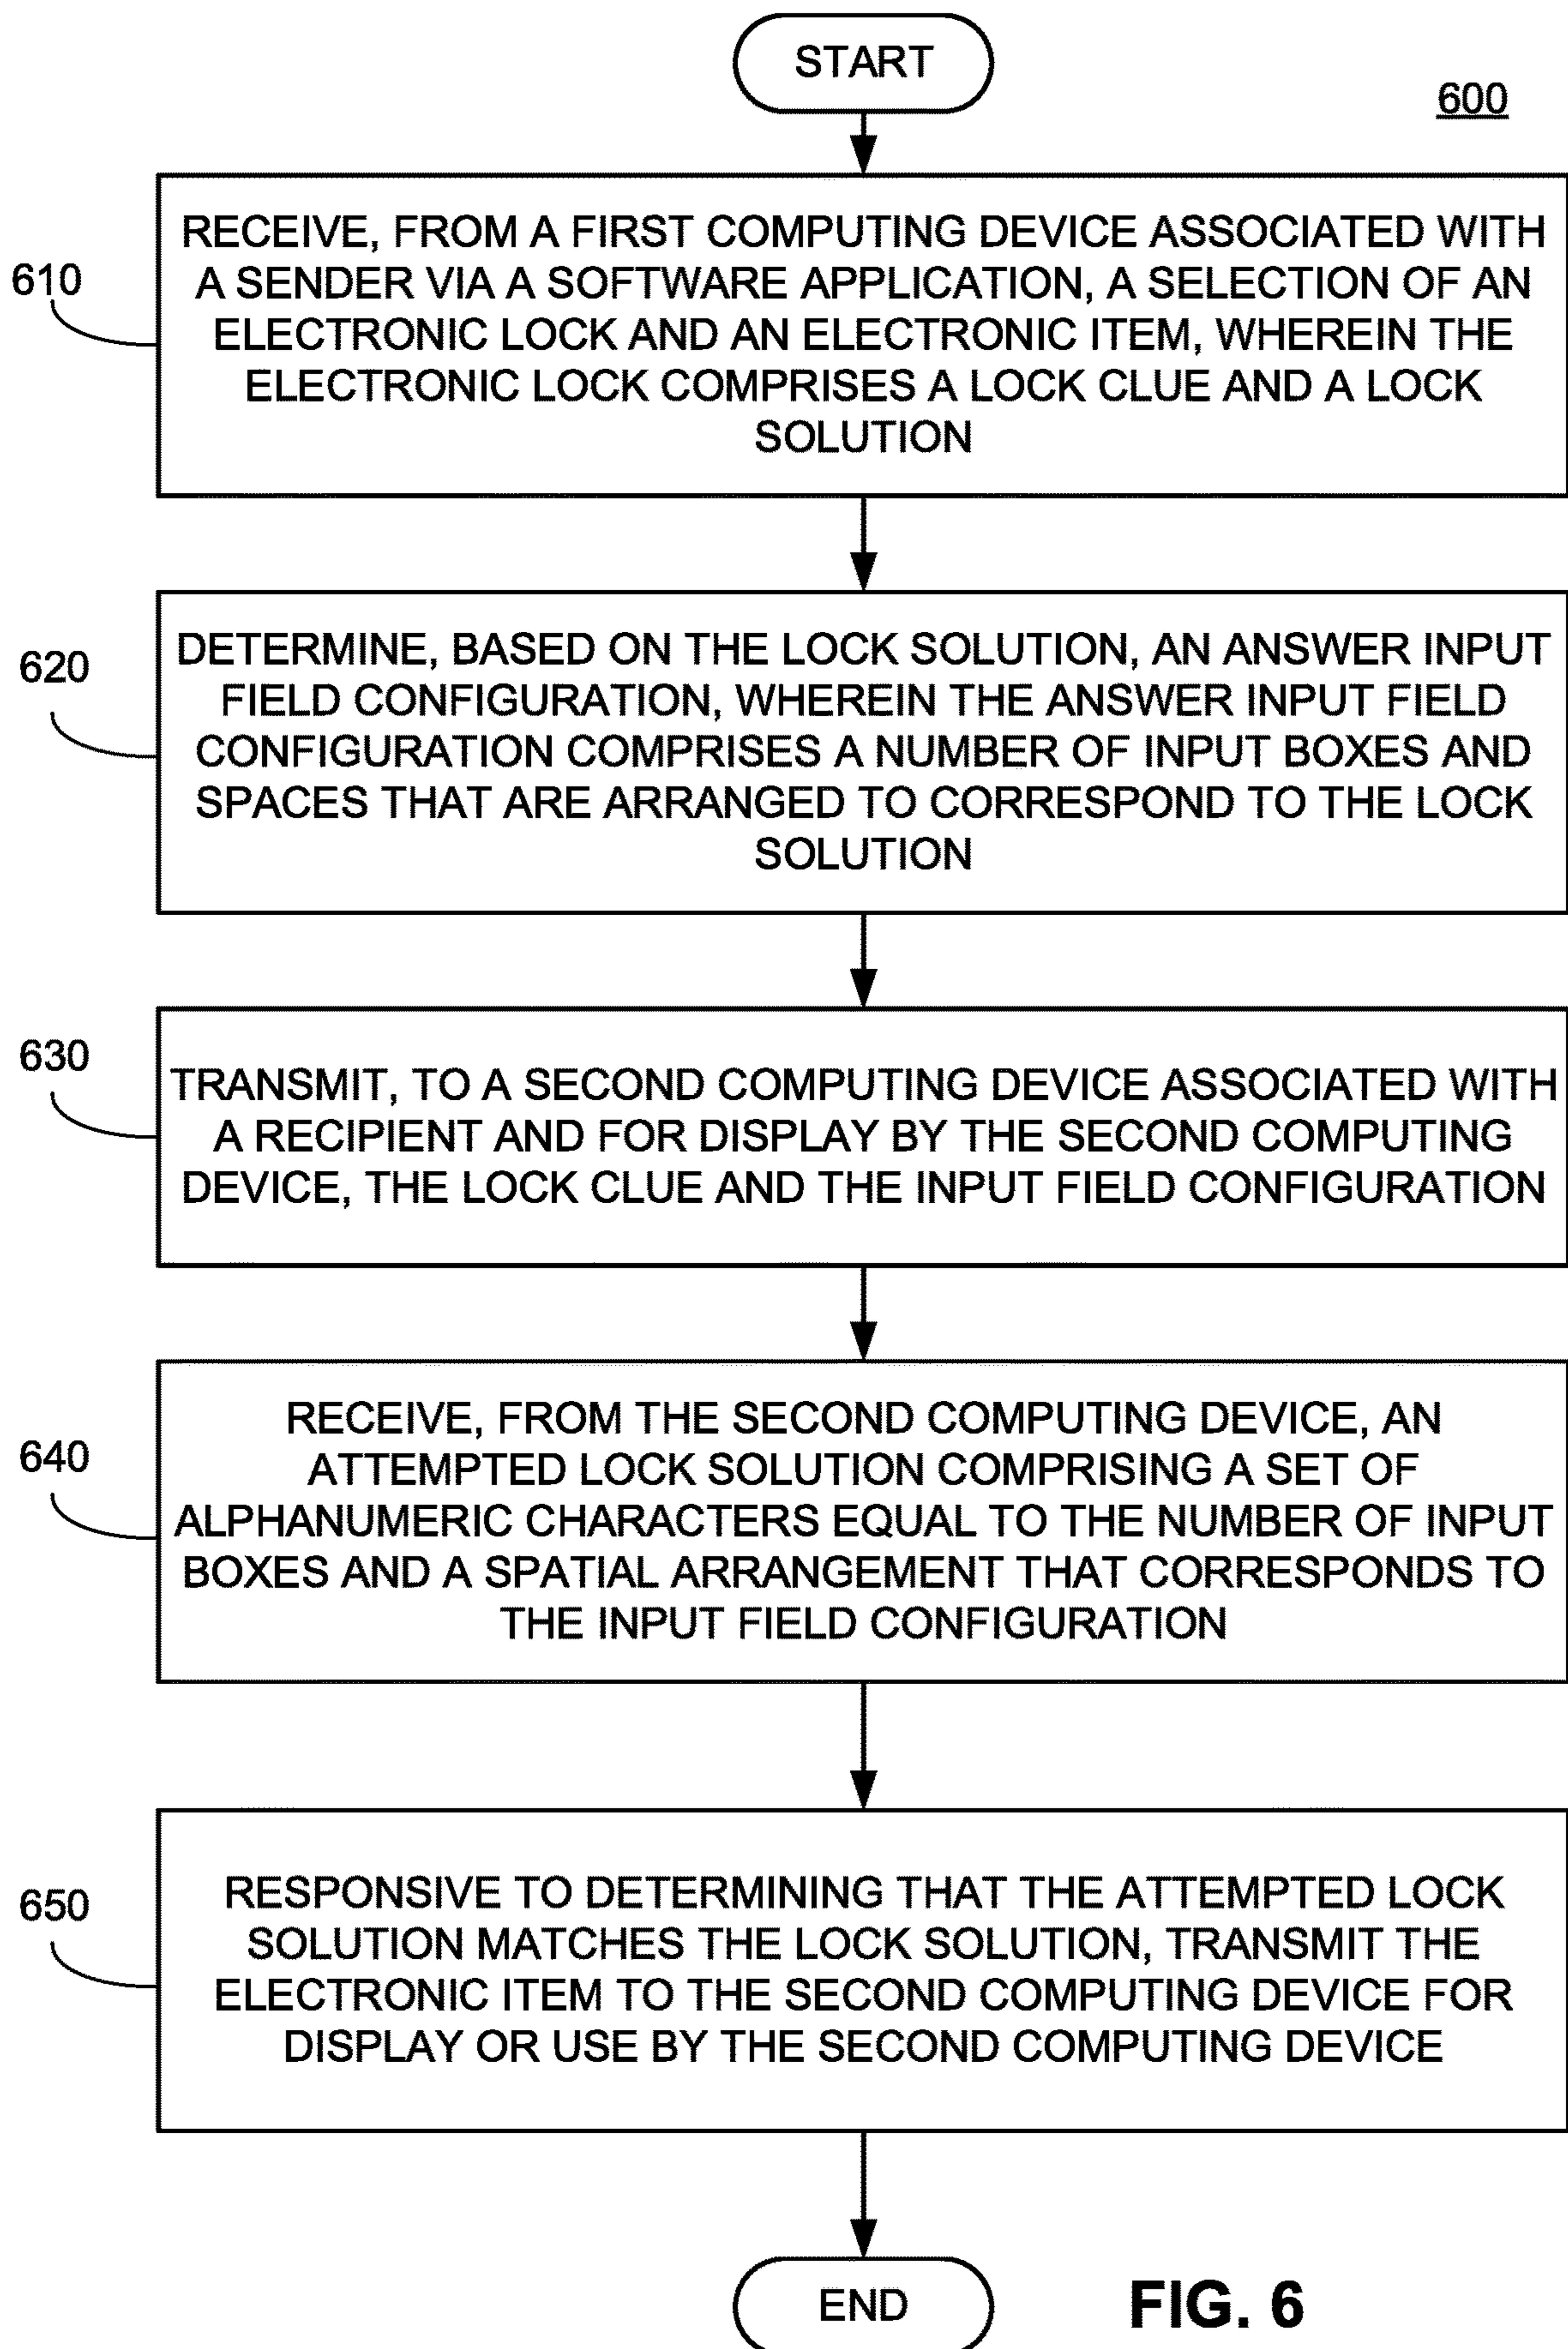 START
600
610
RECEIVE, FROM A FIRST COMPUTING DEVICE ASSOCIATED WITH
A SENDER VIA A SOFTWARE APPLICATION, A SELECTION OF AN
ELECTRONIC LOCK AND AN ELECTRONIC ITEM, WHEREIN THE
ELECTRONIC LOCK COMPRISES A LOCK CLUE AND A LOCK
SOLUTION
620
DETERMINE, BASED ON THE LOCK SOLUTION, AN ANSWER INPUT
FIELD CONFIGURATION, WHEREIN THE ANSWER INPUT FIELD
CONFIGURATION COMPRISES A NUMBER OF INPUT BOXES AND
SPACES THAT ARE ARRANGED TO CORRESPOND TO THE LOCK
SOLUTION
630
TRANSMIT, TO A SECOND COMPUTING DEVICE ASSOCIATED WITH
A RECIPIENT AND FOR DISPLAY BY THE SECOND COMPUTING
DEVICE, THE LOCK CLUE AND THE INPUT FIELD CONFIGURATION
640
RECEIVE, FROM THE SECOND COMPUTING DEVICE, AN
ATTEMPTED LOCK SOLUTION COMPRISING A SET OF
ALPHANUMERIC CHARACTERS EQUAL TO THE NUMBER OF INPUT
BOXES AND A SPATIAL ARRANGEMENT THAT CORRESPONDS TO
THE INPUT FIELD CONFIGURATION
650
RESPONSIVE TO DETERMINING THAT THE ATTEMPTED LOCK
SOLUTION MATCHES THE LOCK SOLUTION, TRANSMIT THE
ELECTRONIC ITEM TO THE SECOND COMPUTING DEVICE FOR
DISPLAY OR USE BY THE SECOND COMPUTING DEVICE
END
FIG. 6